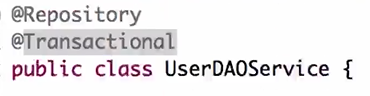 @Repository
@Transactional
public class UserDAOService {